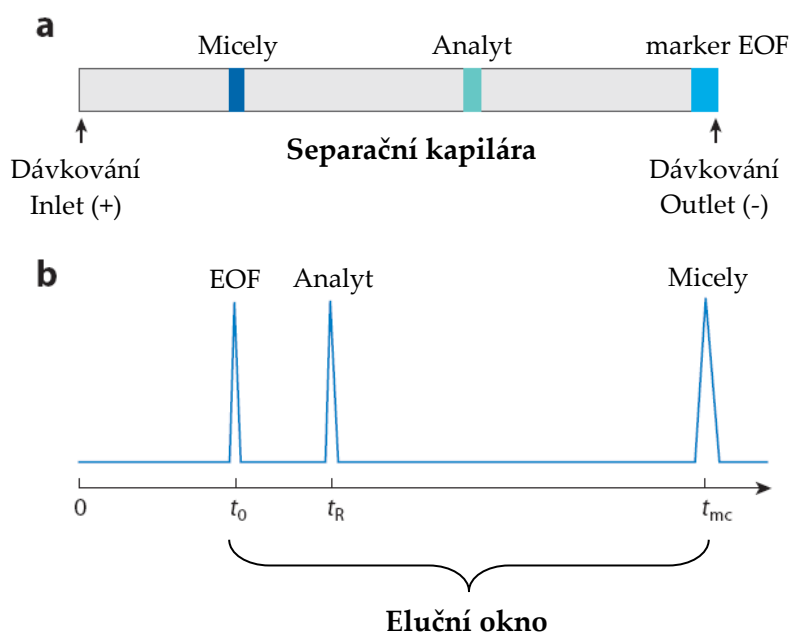 a
Micely Analyt marker EOF
Separační kapilára
Dávkování Dávkování
Inlet (+) Outlet (-)
b
EOF Analyt Micely
0 t0 tR tmc
Eluční okno